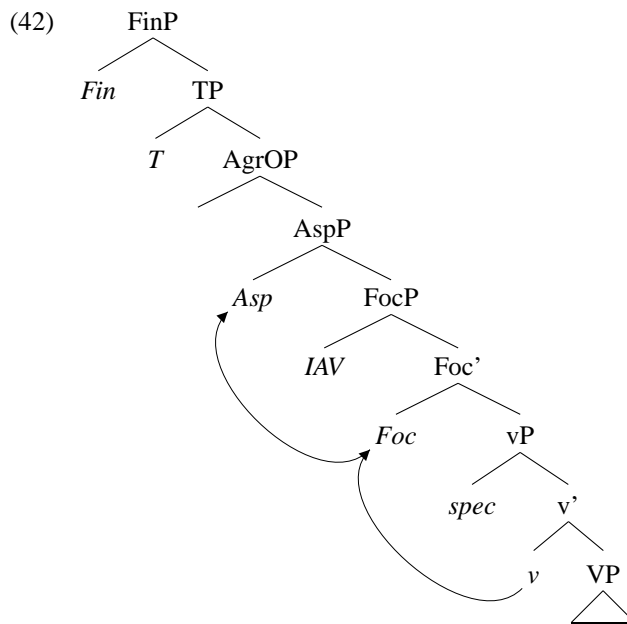 (42) FinP
Fin TP
T AgrOP
AspP
Asp FocP
IAV Foc'
Foc vP
spec v'
v VP